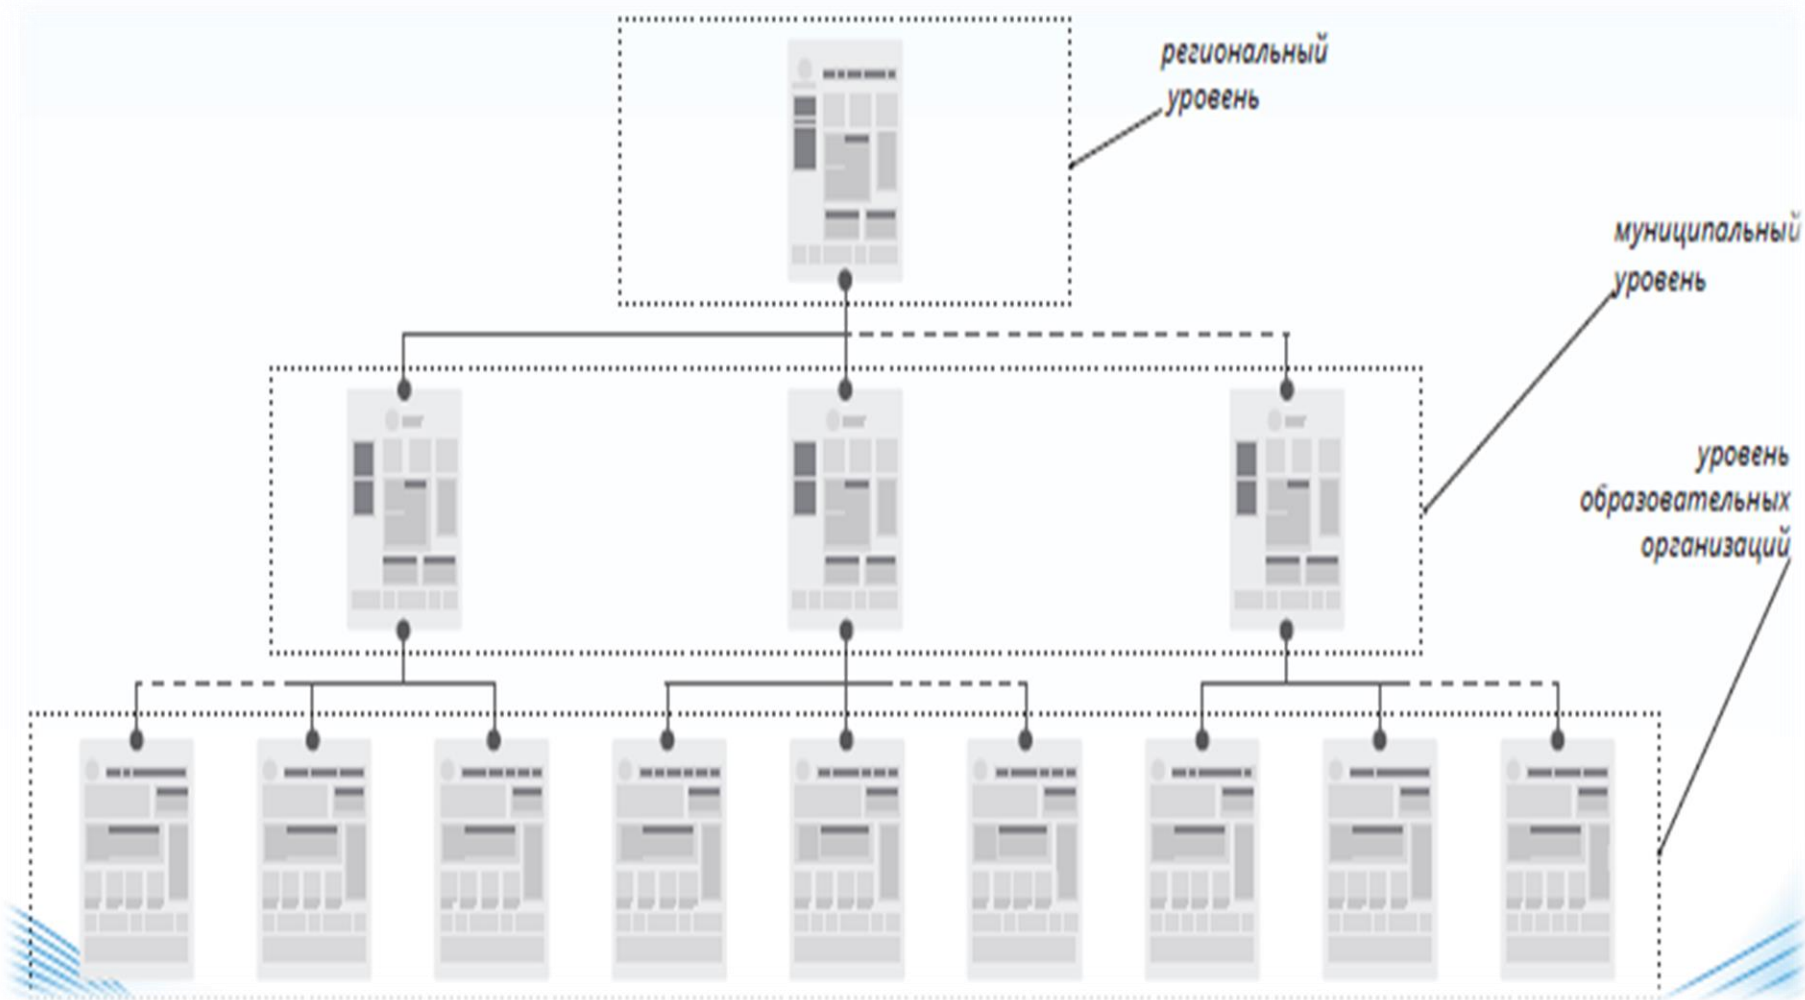 региональный
уровень
муниципальный
уровень
уровень
образовательных
организаций